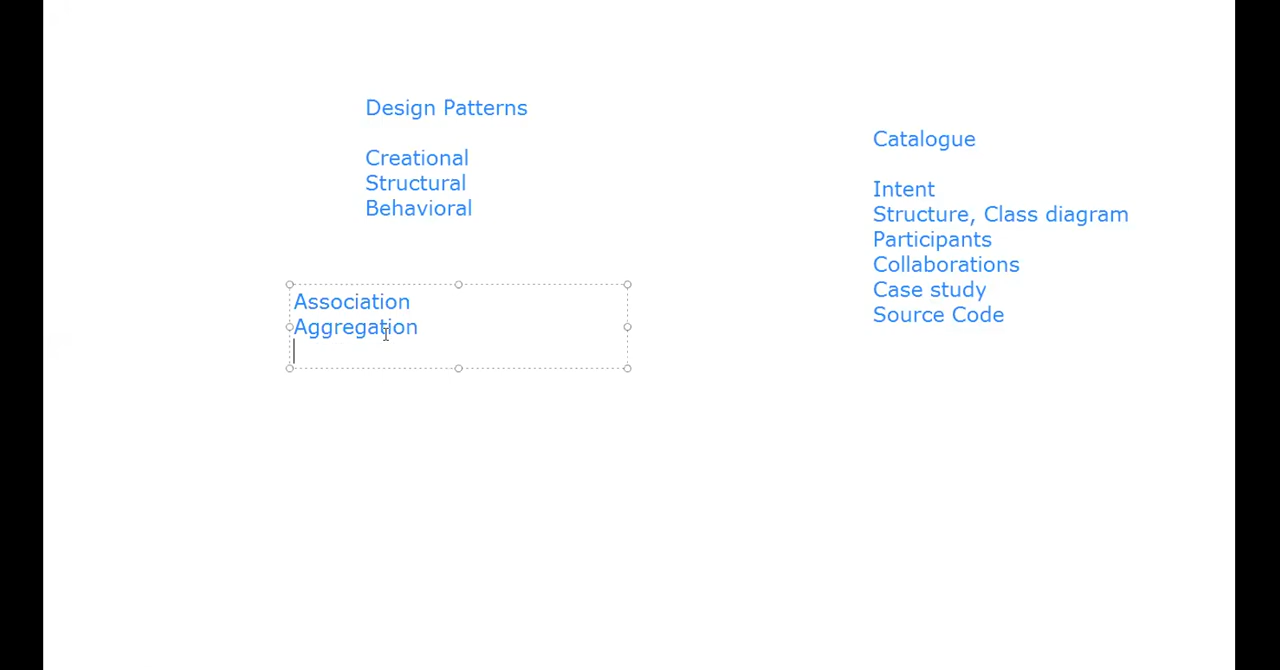 Design Patterns
Creational
Structural
Behavioral
Association
Aggregation
Catalogue
Intent
Structure, Class diagram
Participants
Collaborations
Case study
Source Code